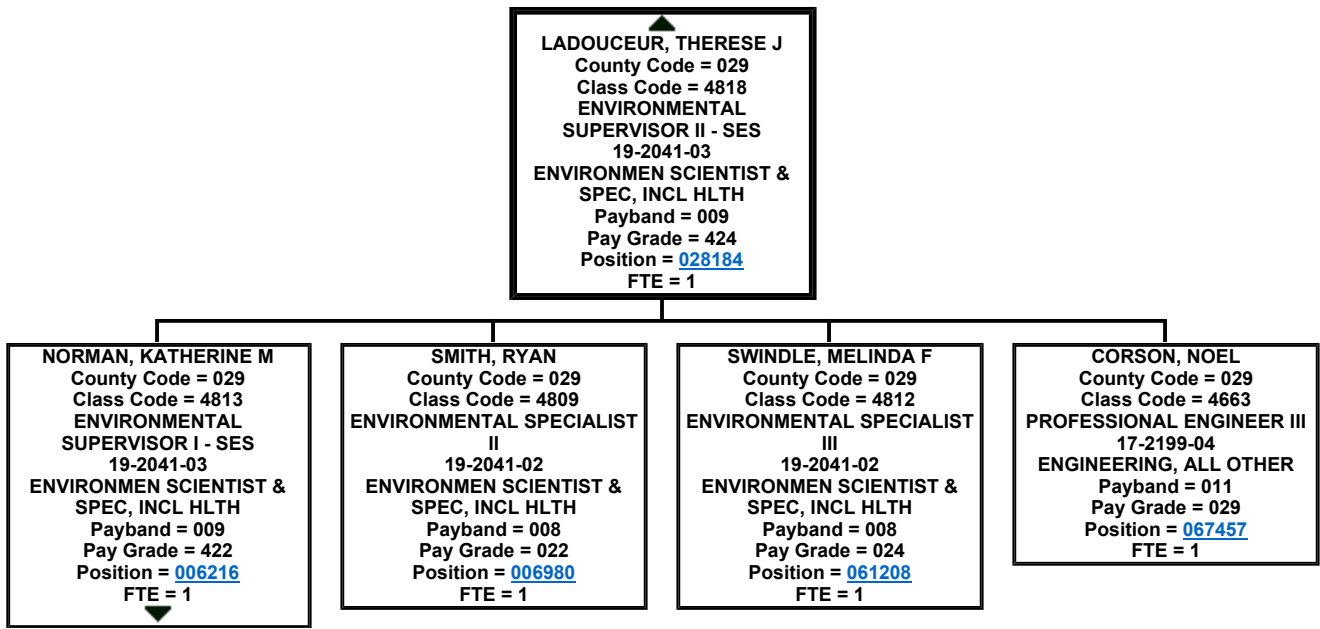 LADOUCEUR, THERESE J
County Code = 029
Class Code = 4818
ENVIRONMENTAL
SUPERVISOR II - SES
19-2041-03
ENVIRONMEN SCIENTIST &
SPEC, INCL HLTH
Payband = 009
Pay Grade = 424
Position = 028184
FTE = 1
NORMAN, KATHERINE M
County Code = 029
Class Code = 4813
ENVIRONMENTAL
SUPERVISOR I - SES
19-2041-03
ENVIRONMEN SCIENTIST &
SPEC, INCL HLTH
Payband = 009
Pay Grade = 422
Position = 006216
FTE = 1
SMITH, RYAN
County Code = 029
Class Code = 4809
ENVIRONMENTAL SPECIALIST
II
19-2041-02
ENVIRONMEN SCIENTIST &
SPEC, INCL HLTH
Payband = 008
Pay Grade = 022
Position = 006980
FTE = 1
SWINDLE, MELINDA F
County Code = 029
Class Code = 4812
ENVIRONMENTAL SPECIALIST
III
19-2041-02
ENVIRONMEN SCIENTIST &
SPEC, INCL HLTH
Payband = 008
Pay Grade = 024
Position = 061208
FTE = 1
CORSON, NOEL
County Code = 029
Class Code = 4663
PROFESSIONAL ENGINEER III
17-2199-04
ENGINEERING, ALL OTHER
Payband = 011
Pay Grade = 029
Position = 067457
FTE = 1